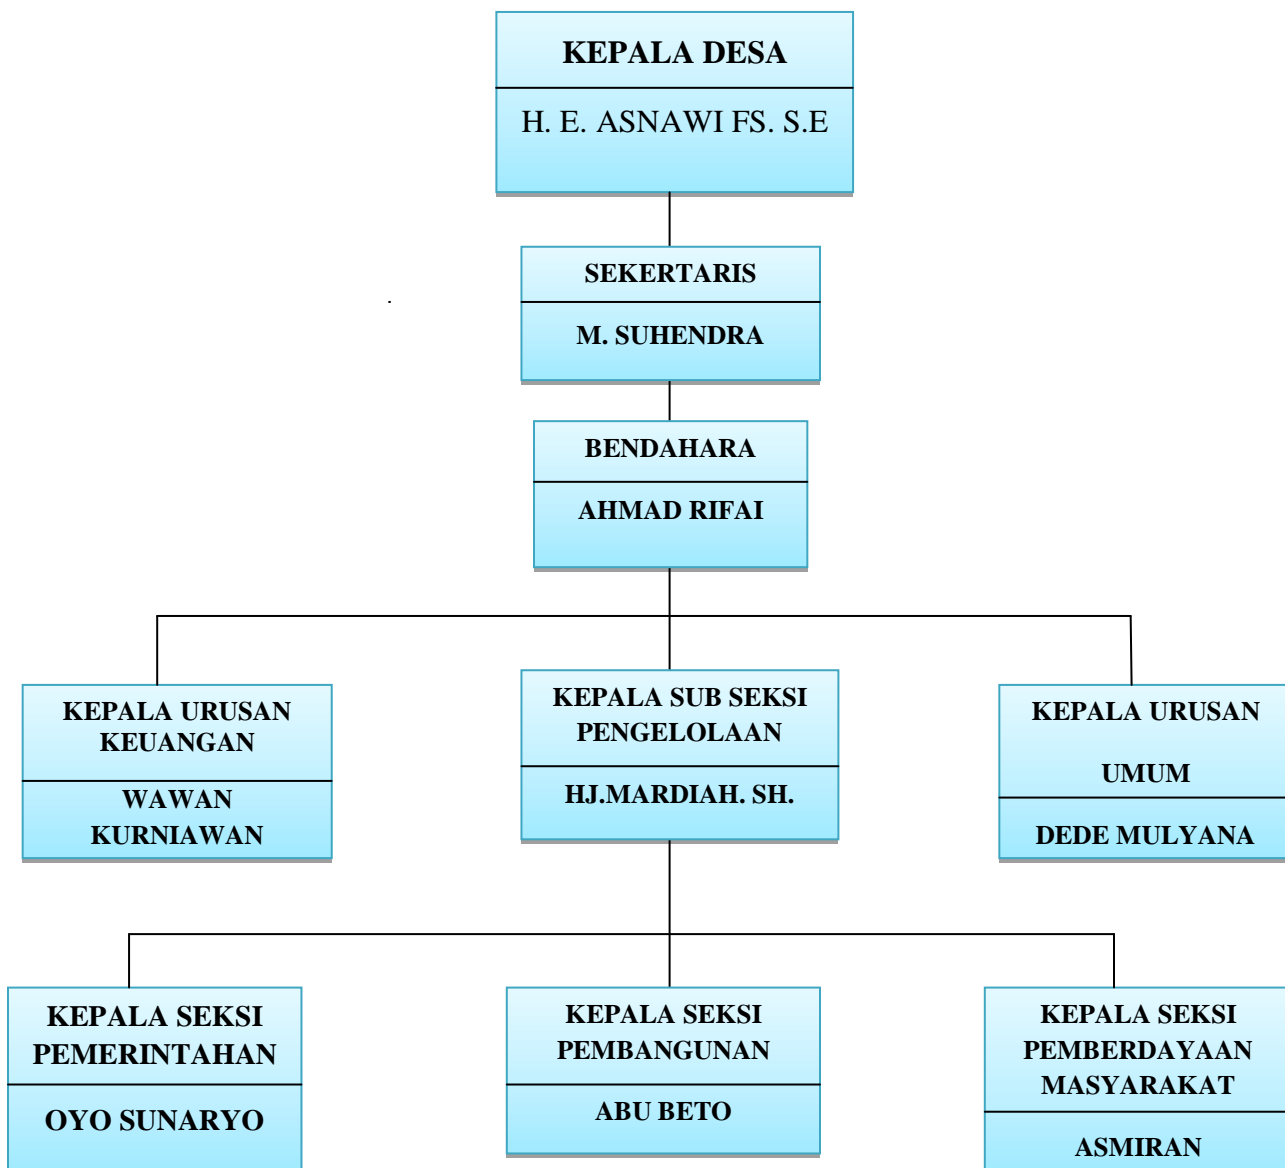 KEPALA DESA
H. E. ASNAWI FS. S.E
SEKERTARIS
M. SUHENDRA
BENDAHARA
AHMAD RIFAI
KEPALA URUSAN
KEUANGAN
WAWAN
KURNIAWAN
KEPALA SUB SEKSI
PENGELOLAAN
HJ.MARDIAH. SH.
KEPALA URUSAN
UMUM
DEDE MULYANA
KEPALA SEKSI
PEMERINTAHAN
OYO SUNARYO
KEPALA SEKSI
PEMBANGUNAN
ABU BETO
KEPALA SEKSI
PEMBERDAYAAN
MASYARAKAT
ASMIRAN